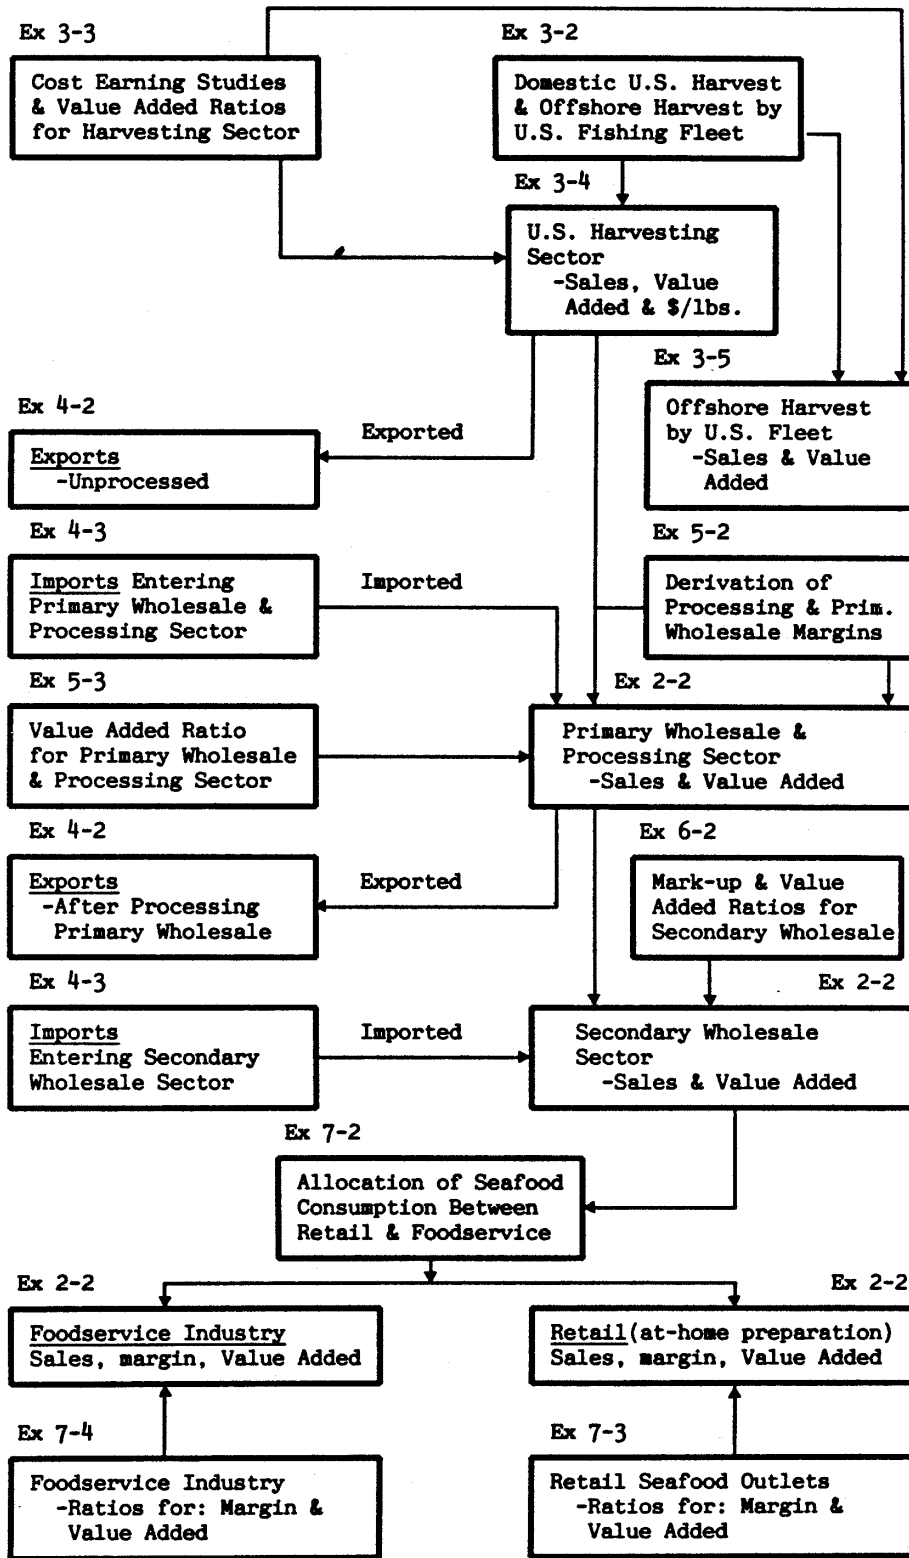 Ex 3-3
Cost Earning Studies
& Value Added Ratios
for Harvesting Sector
Ex 3-2
Domestic U.S. Harvest
& Offshore Harvest by
U.S. Fishing Fleet
Ex 3-4
U.S. Harvesting
Sector
-Sales, Value
Added & $/lbs.
Ex 3-5
Offshore Harvest
by U.S. Fleet
-Sales & Value
Added
Ex 4-2
Exports
-Unprocessed
Exported
Ex 4-3
Imports Entering
Primary Wholesale &
Processing Sector
Imported
Ex 5-2
Derivation of
Processing & Prim.
Wholesale Margins
Ex 5-3
Value Added Ratio
for Primary Wholesale
& Processing Sector
Ex 2-2
Primary Wholesale &
Processing Sector
-Sales & Value Added
Ex 4-2
Exports
-After Processing
Primary Wholesale
Exported
Ex 6-2
Mark-up & Value
Added Ratios for
Secondary Wholesale
Ex 4-3
Imports
Entering Secondary
Wholesale Sector
Imported
Ex 2-2
Secondary Wholesale
Sector
-Sales & Value Added
Ex 7-2
Allocation of Seafood
Consumption Between
Retail & Foodservice
Ex 2-2
Foodservice Industry
Sales, margin, Value Added
Ex 2-2
Retail(at-home preparation)
Sales, margin, Value Added
Ex 7-4
Foodservice Industry
-Ratios for: Margin &
Value Added
Ex 7-3
Retail Seafood Outlets
-Ratios for: Margin &
Value Added